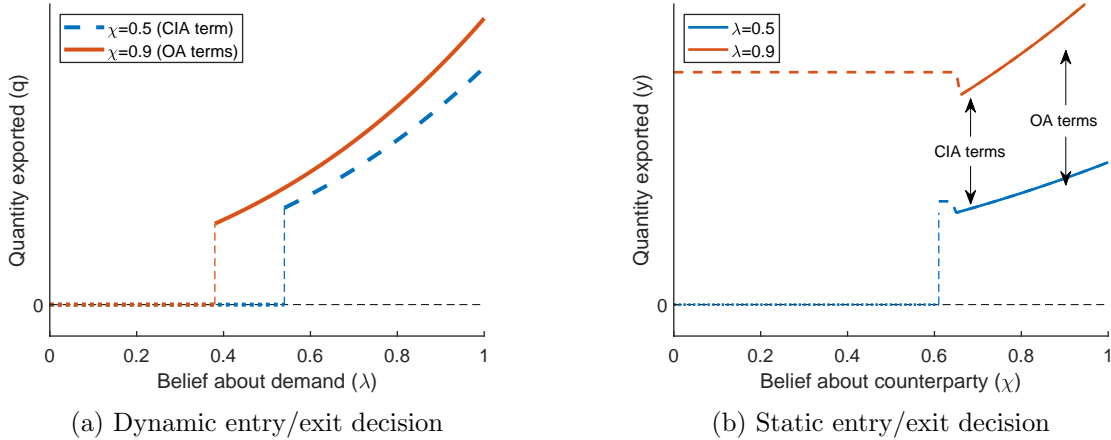 χ=0.5 (CIA term)
χ=0.9 (OA terms)
Quantity exported (q)
0
0 0.2 0.4 0.6 0.8 1
Belief about demand (λ)
(a) Dynamic entry/exit decision
λ=0.5
λ=0.9
OA terms
CIA terms
Quantity exported (y)
0
0 0.2 0.4 0.6 0.8 1
Belief about counterparty (χ)
(b) Static entry/exit decision